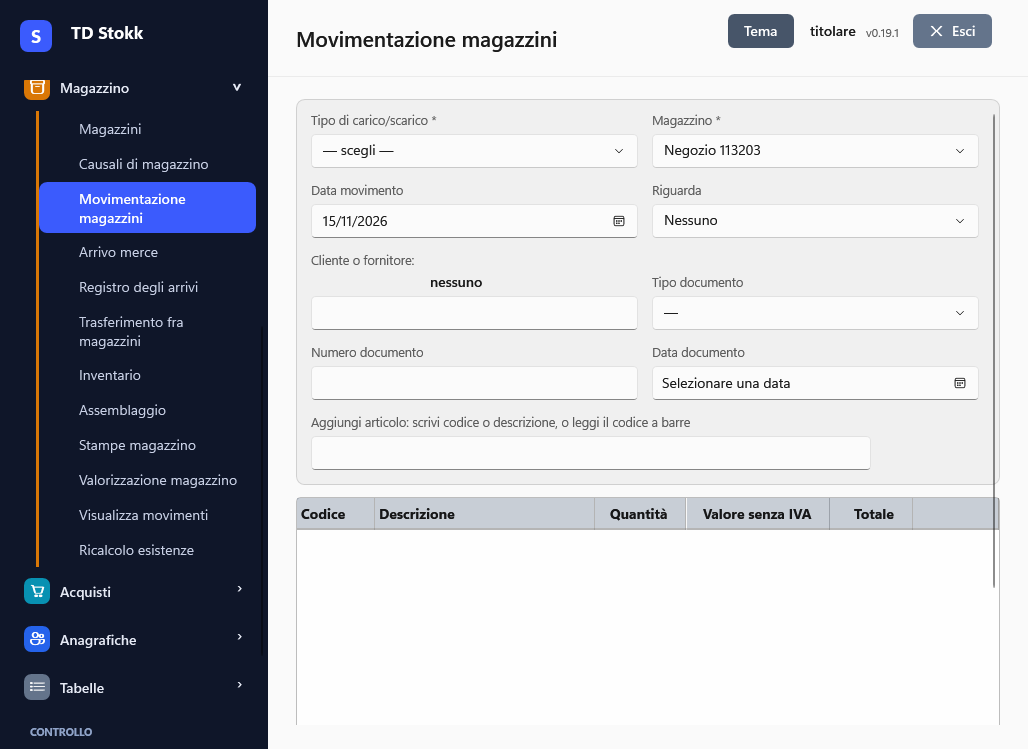 S
TD Stokk
Magazzino
Magazzini
Causali di magazzino
Movimentazione
magazzini
Arrivo merce
Registro degli arrivi
Trasferimento fra
magazzini
Inventario
Assemblaggio
Stampe magazzino
Valorizzazione magazzino
Visualizza movimenti
Ricalcolo esistenze
Acquisti
Anagrafiche
Tabelle
CONTROLLO
Movimentazione magazzini
Tema
titolare
v0.19.1
Esci
Tipo di carico/scarico *
Magazzino *
— scegli —
Negozio 113203
Data movimento
Riguarda
15/11/2026
Nessuno
Cliente o fornitore:
nessuno
Tipo documento
—
Numero documento
Data documento
Selezionare una data
Aggiungi articolo: scrivi codice o descrizione, o leggi il codice a barre
Codice
Descrizione
Quantità
Valore senza IVA
Totale